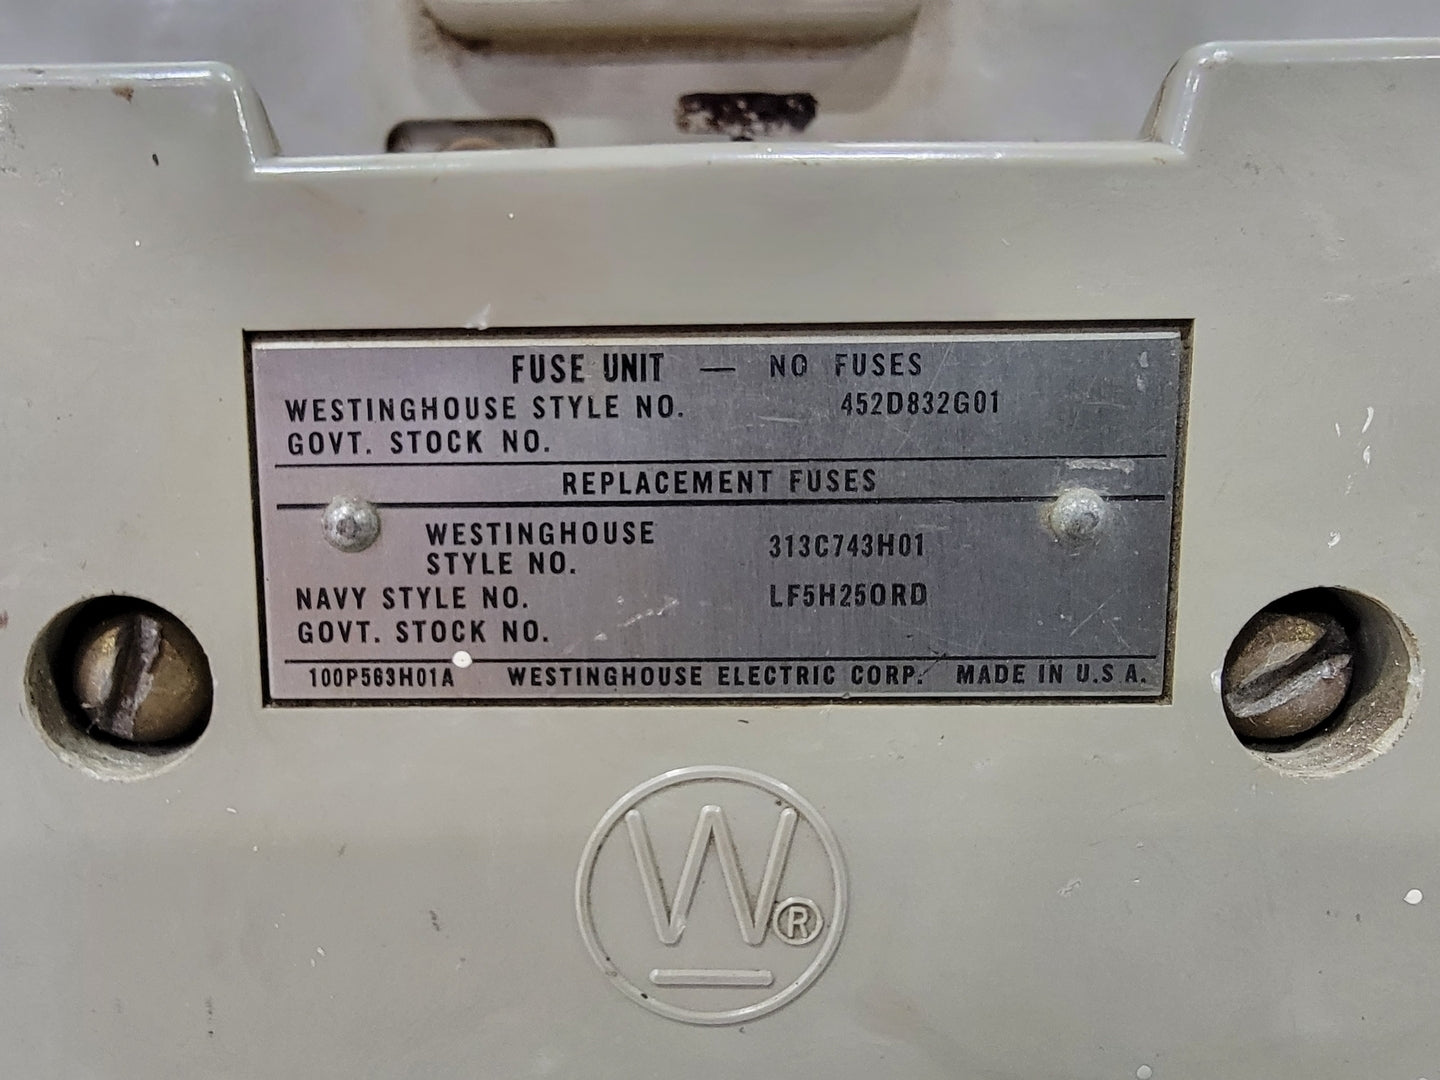 FUSE UNIT — NO FUSES
WESTINGHOUSE STYLE NO. 452D832G01
GOVT. STOCK NO.
REPLACEMENT FUSES
WESTINGHOUSE
STYLE NO. 313C743H01
NAVY STYLE NO. LF5H250RD
GOVT. STOCK NO.
100P563H01A WESTINGHOUSE ELECTRIC CORP. MADE IN U.S.A.
W ®